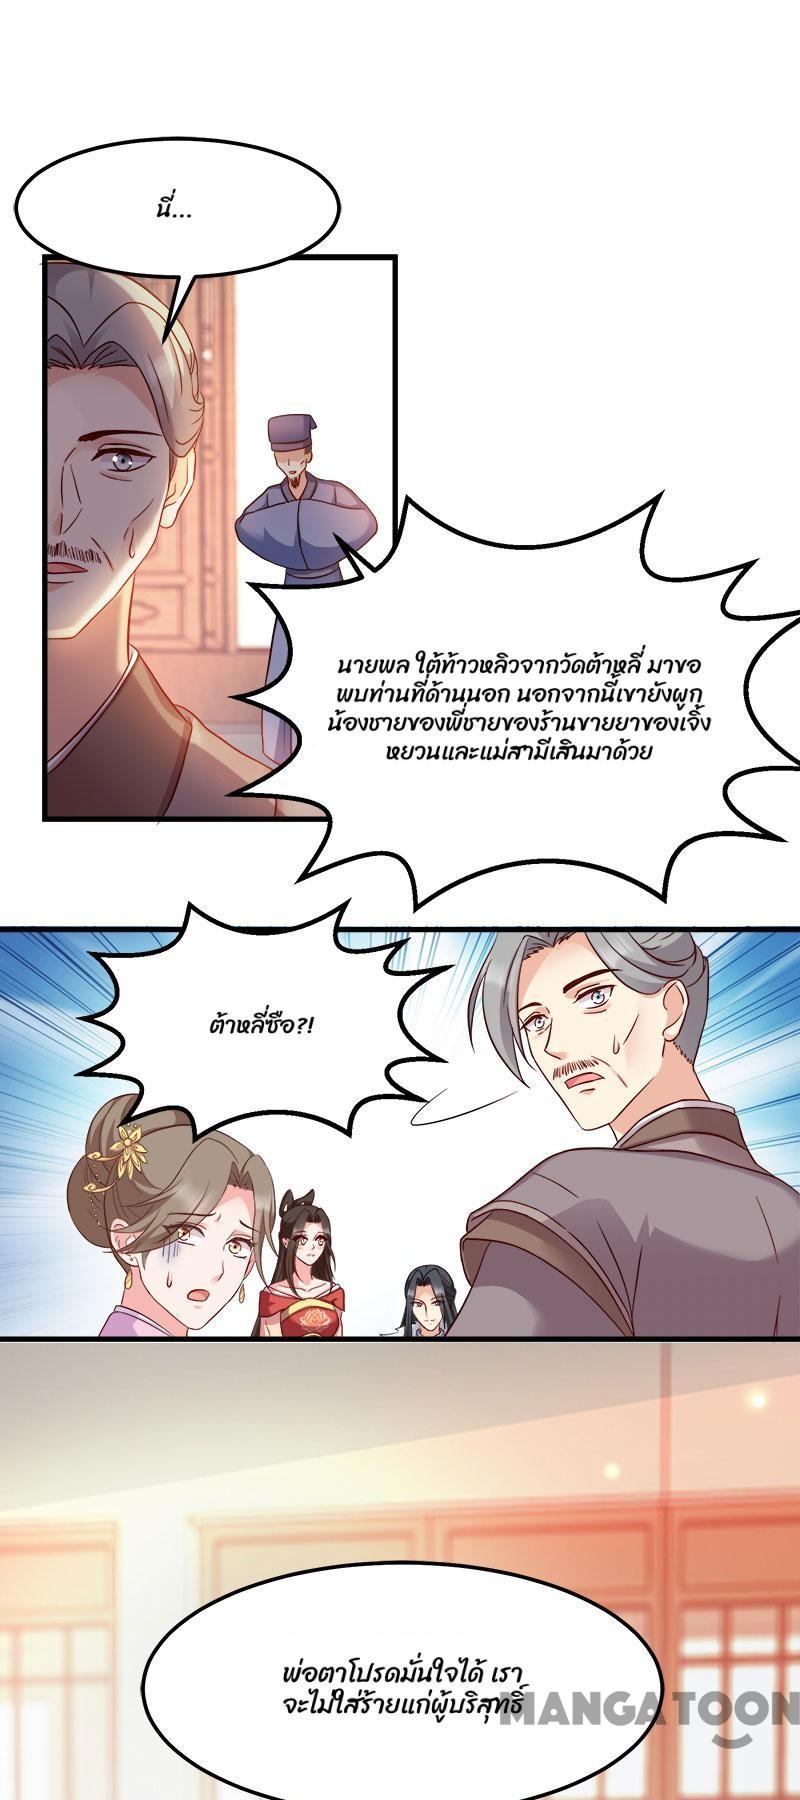 นี่...
นายพล ใต้ท้าวหลิวจากวัดต้าหลี่ มาขอ
พบท่านที่ด้านนอก นอกจากนี้เขายังผูก
น้องชายของพี่ชายของร้านขายยาของเจิ้ง
หยวนและแม่สามีเสินมาด้วย
ต้าหลี่ซือ?!
พ่อตาโปรดมั่นใจได้ เรา
จะไม่ใส่ร้ายแก่ผู้บริสุทธิ์
MANGATOON